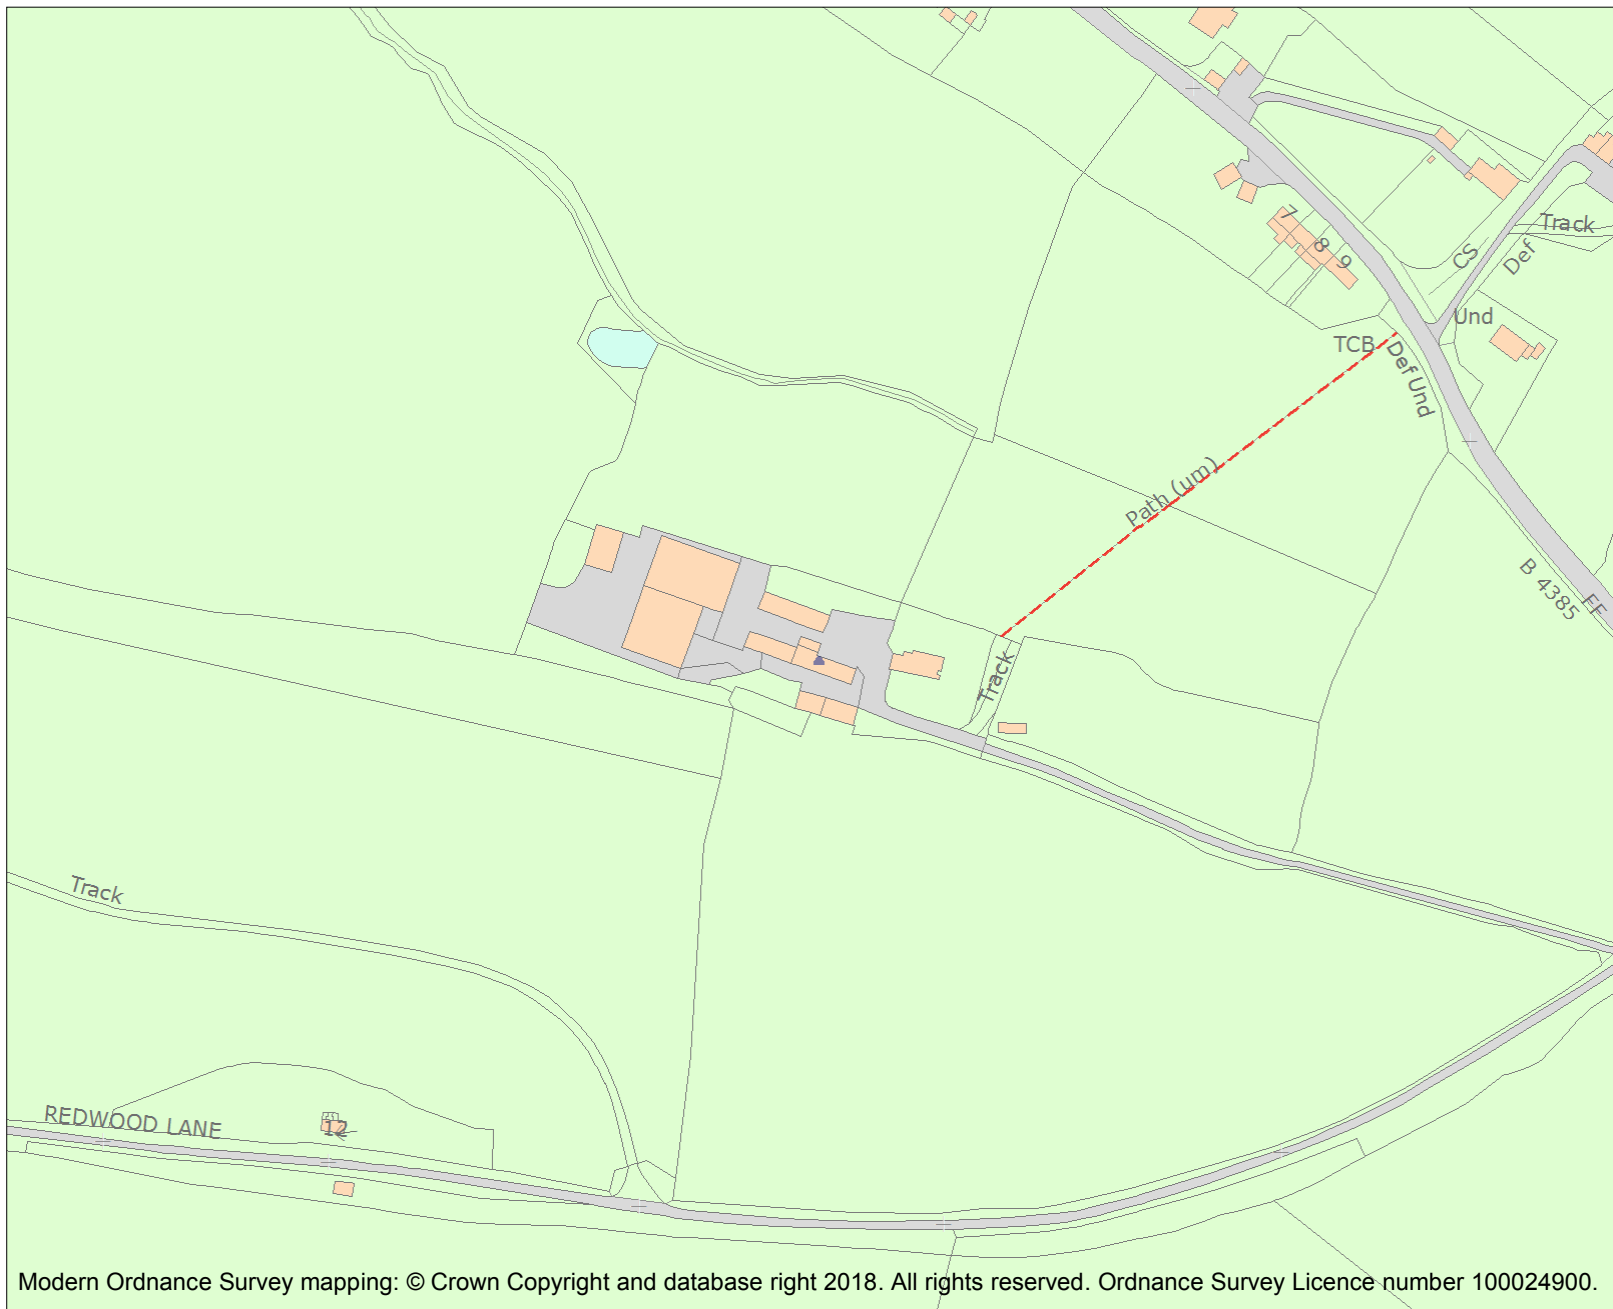 7
8
9
Track
CS
Def
Und
TCB
Def Und
Path (um)
B 4385
FF
Track
Track
REDWOOD LANE
12
Modern Ordnance Survey mapping: © Crown Copyright and database right 2018. All rights reserved. Ordnance Survey Licence number 100024900.